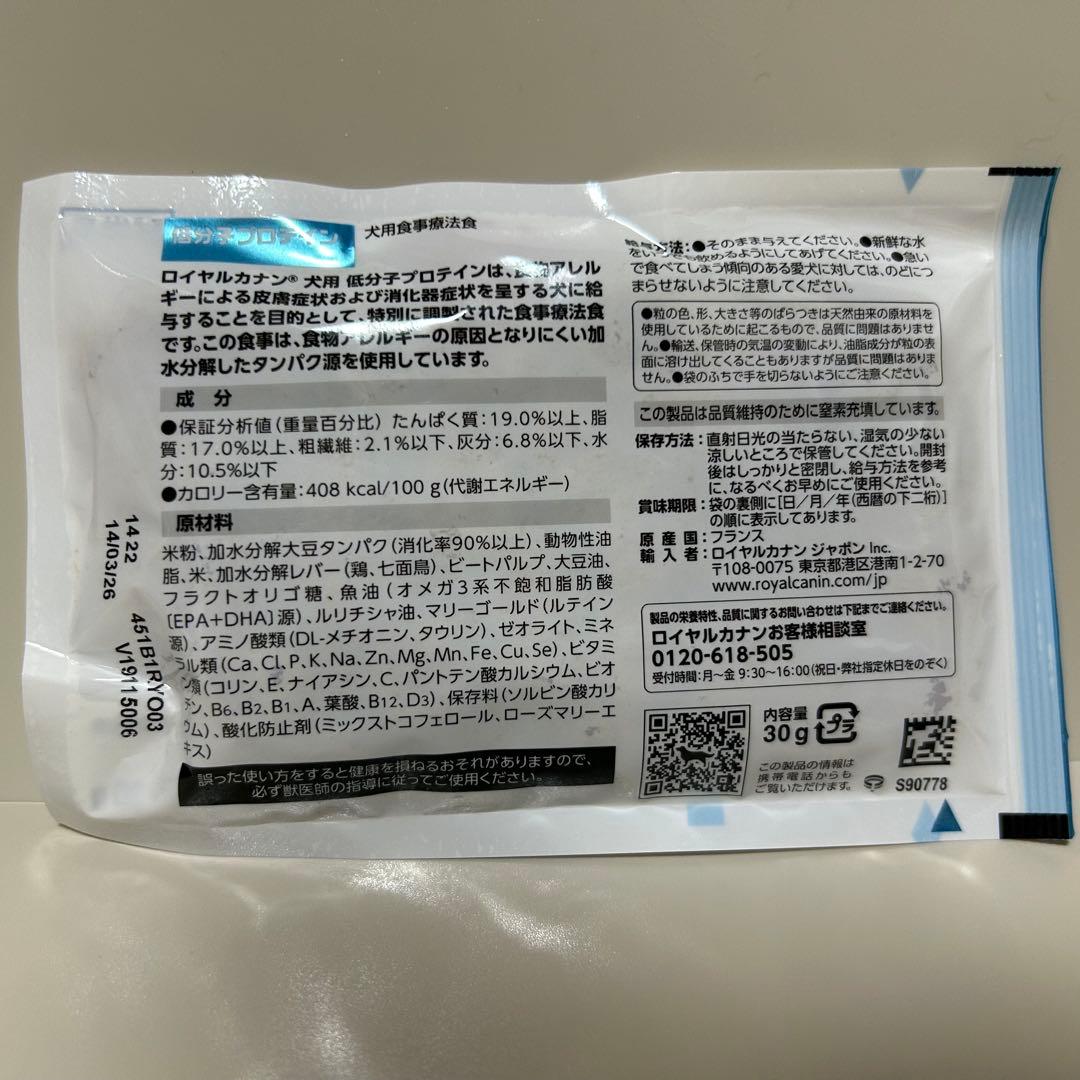 低分子プロテイン 犬用食事療法食
ロイヤルカナン® 犬用 低分子プロテインは、食物アレル
ギーによる皮膚症状および消化器症状を呈する犬に給
与することを目的として、特別に調製された食事療法食
です。この食事は、食物アレルギーの原因となりにくい加
水分解したタンパク源を使用しています。
成 分
●保証分析値(重量百分比) たんぱく質:19.0%以上、脂
質:17.0%以上、粗繊維:2.1%以下、灰分:6.8%以下、水
分:10.5%以下
●カロリー含有量:408 kcal/100 g(代謝エネルギー)
原材料
米粉、加水分解大豆タンパク(消化率90%以上)、動物性油
脂、米、加水分解レバー(鶏、七面鳥)、ビートパルプ、大豆油、
フラクトオリゴ糖、魚油(オメガ3系不飽和脂肪酸
[EPA+DHA]源)、ルリチシャ油、マリーゴールド(ルテイン
源)、アミノ酸類(DL-メチオニン、タウリン)、ゼオライト、ミネ
ラル類(Ca,Cl,P,K,Na,Zn,Mg,Mn,Fe,Cu,Se)、ビタミ
ン類(コリン、E、ナイアシン、C、パントテン酸カルシウム、ビオ
チン、B6、B2、B1、A、葉酸、B12、D3)、保存料(ソルビン酸カリ
ウム)、酸化防止剤(ミックストコフェロール、ローズマリーエ
キス)
誤った使い方をすると健康を損ねるおそれがありますので、
必ず獣医師の指導に従ってご使用ください。
14 22
14/03/26
451B1RYO03
V19115006
給与方法:●そのまま与えてください。●新鮮な水
をいつでも飲めるようにしてあげてください。●急い
で食べてしまう傾向のある愛犬に対しては、のどにつ
まらせないように注意してください。
●粒の色、形、大きさ等のばらつきは天然由来の原材料を
使用しているために起こるもので、品質に問題はありませ
ん。●輸送、保管時の気温の変動により、油脂成分が粒の表
面に溶け出してくることもありますが品質に問題はありま
せん。●袋のふちで手を切らないようにご注意ください。
この製品は品質維持のために窒素充填しています。
保存方法:直射日光の当たらない、湿気の少ない
涼しいところで保管してください。開封
後はしっかりと密閉し、給与方法を参考
に、なるべくお早めにご使用ください。
賞味期限:袋の裏側に[日/月/年(西暦の下二桁)]
の順に表示してあります。
原産国:フランス
輸入者:ロイヤルカナン ジャポン Inc.
〒108-0075 東京都港区港南1-2-70
www.royalcanin.com/jp
製品の栄養特性、品質に関するお問い合わせは下記までご連絡ください。
ロイヤルカナンお客様相談室
0120-618-505
受付時間:月〜金 9:30〜16:00(祝日・弊社指定休日をのぞく)
内容量
30g
プラ
この製品の情報は
携帯電話からも
ご覧いただけます。
S90778